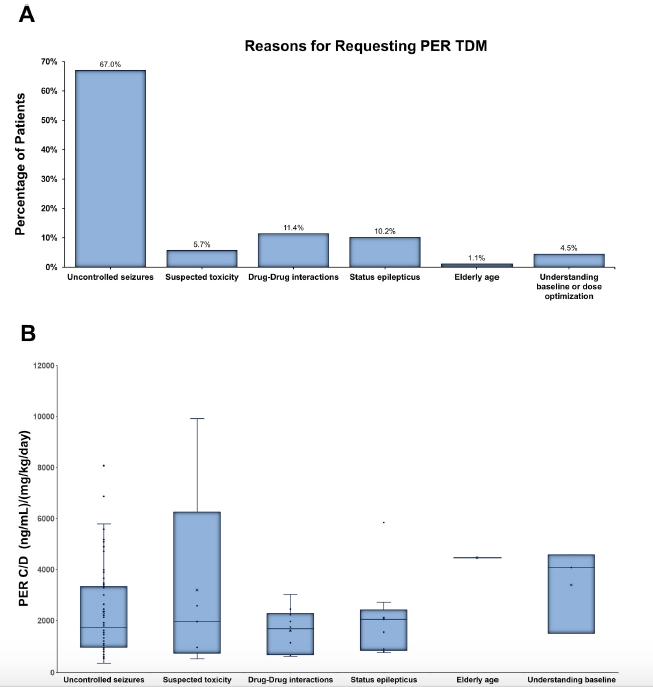 A
Reasons for Requesting PER TDM
Percentage of Patients
70%
60%
50%
40%
30%
20%
10%
0%
67.0%
5.7%
11.4%
10.2%
1.1%
4.5%
Uncontrolled seizures
Suspected toxicity
Drug-Drug interactions
Status epilepticus
Elderly age
Understanding
baseline or dose
optimization
B
PER C/D (ng/mL)/(mg/kg/day)
12000
10000
8000
6000
4000
2000
0
Uncontrolled seizures
Suspected toxicity
Drug-Drug interactions
Status epilepticus
Elderly age
Understanding baseline